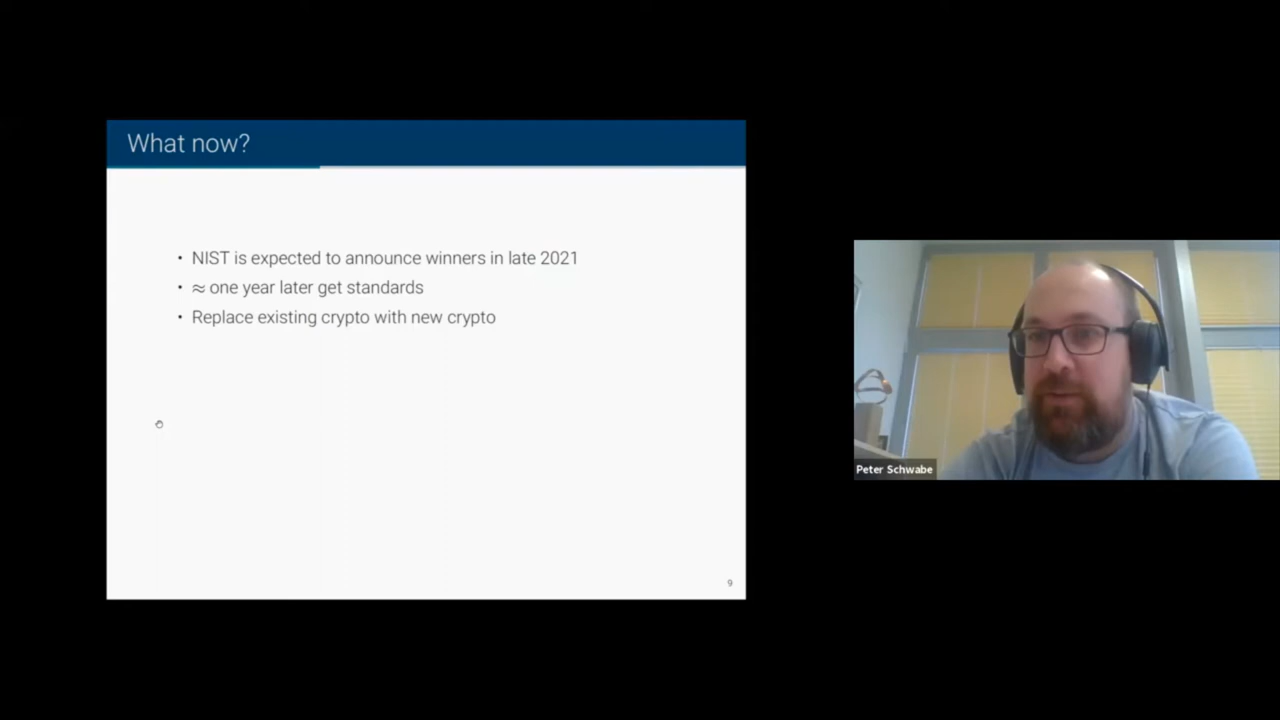 What now?
• NIST is expected to announce winners in late 2021
• ≈ one year later get standards
• Replace existing crypto with new crypto
9
Peter Schwabe